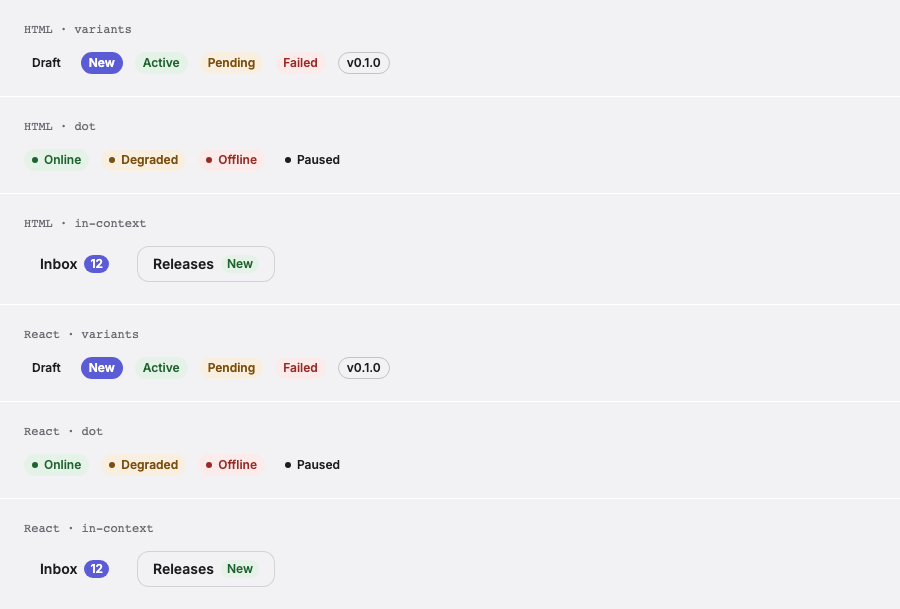 HTML · variants
Draft New Active Pending Failed v0.1.0
HTML · dot
Online Degraded Offline Paused
HTML · in-context
Inbox 12 Releases New
React · variants
Draft New Active Pending Failed v0.1.0
React · dot
Online Degraded Offline Paused
React · in-context
Inbox 12 Releases New